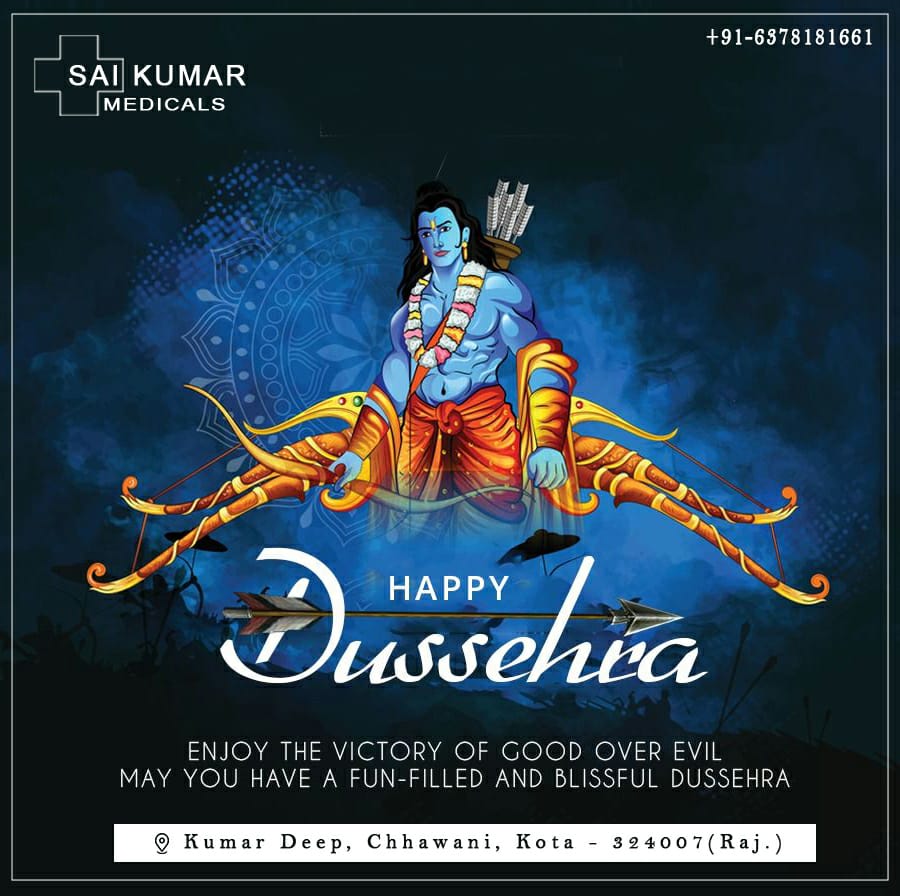 SAI KUMAR
MEDICALS
+91-6378181661
HAPPY
Dussehra
ENJOY THE VICTORY OF GOOD OVER EVIL
MAY YOU HAVE A FUN-FILLED AND BLISSFUL DUSSEHRA
Kumar Deep, Chhawani, Kota - 324007(Raj.)